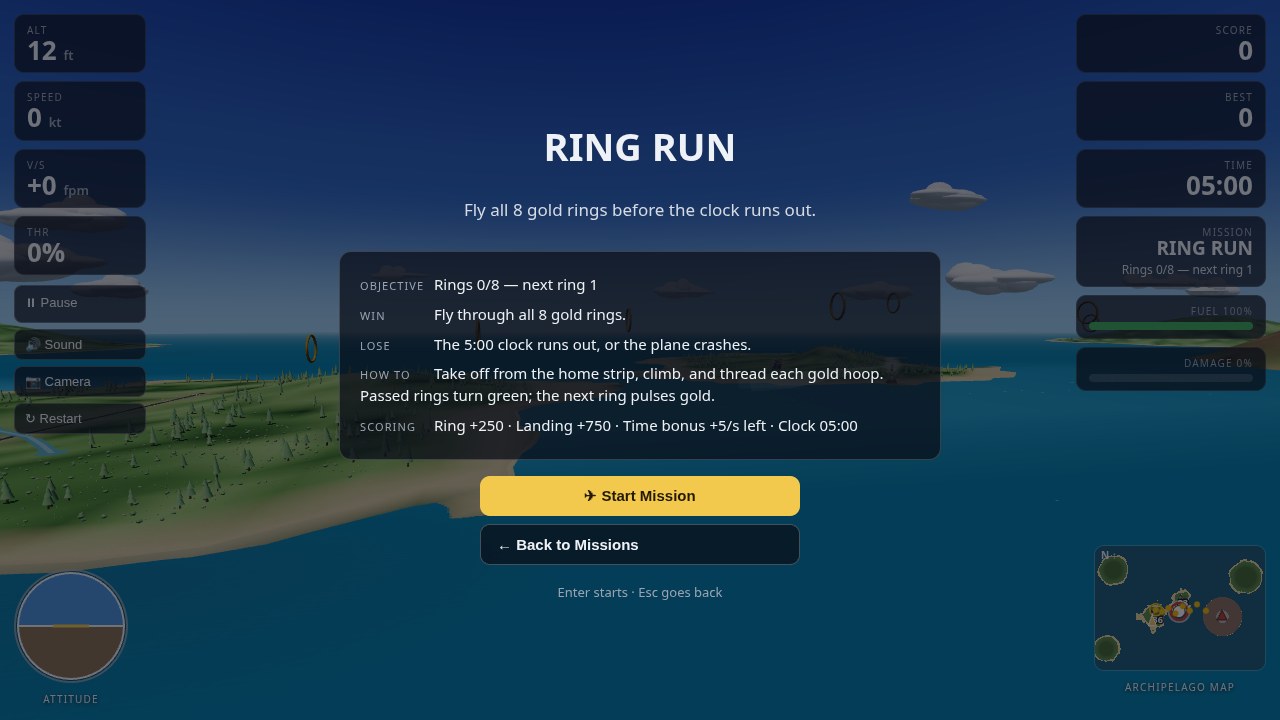 ALT
12 ft
SPEED
0 kt
V/S
+0 fpm
THR
0%
⏸ Pause
🔊 Sound
📷 Camera
↻ Restart
ATTITUDE
RING RUN
Fly all 8 gold rings before the clock runs out.
OBJECTIVE Rings 0/8 — next ring 1
WIN Fly through all 8 gold rings.
LOSE The 5:00 clock runs out, or the plane crashes.
HOW TO Take off from the home strip, climb, and thread each gold hoop.
Passed rings turn green; the next ring pulses gold.
SCORING Ring +250 · Landing +750 · Time bonus +5/s left · Clock 05:00
✈ Start Mission
← Back to Missions
Enter starts · Esc goes back
SCORE
0
BEST
0
TIME
05:00
MISSION
RING RUN
Rings 0/8 — next ring 1
FUEL 100%
DAMAGE 0%
N
ARCHIPELAGO MAP